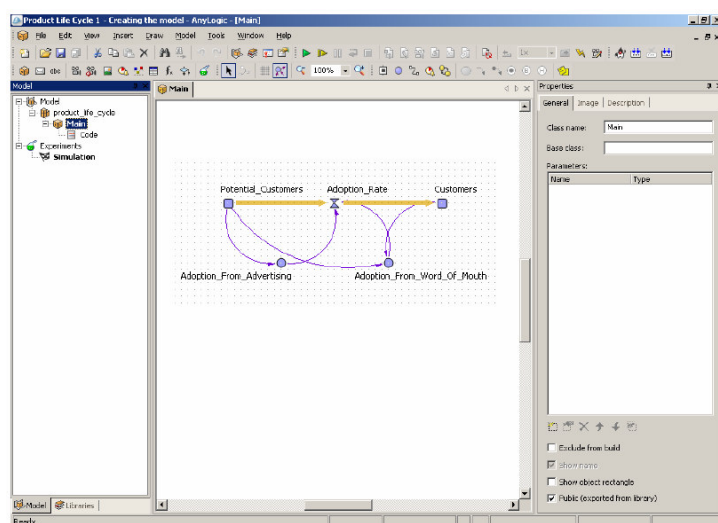 Product Life Cycle 1 - Creating the model - AnyLogic - [Main]
File Edit View Insert Draw Model Tools Window Help
100%
Model
Model
product_life_cycle
Main
Code
Experiments
Simulation
Main
Potential_Customers Adoption_Rate Customers
Adoption_From_Advertising Adoption_From_Word_Of_Mouth
Properties
General Image Description
Class name: Main
Base class:
Parameters:
Name Type
Exclude from build
Show name
Show object rectangle
Public (exported from library)
Model Libraries
Ready